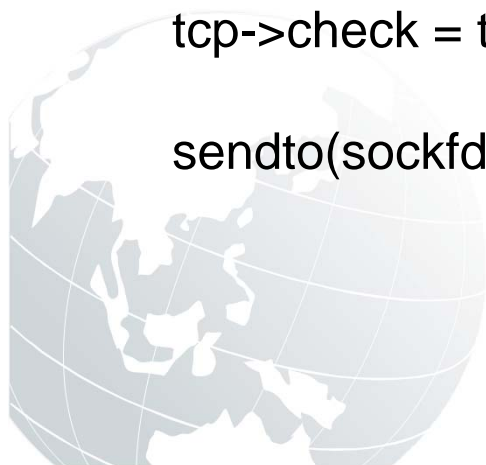 tcp->check = t
sendto(sockfd